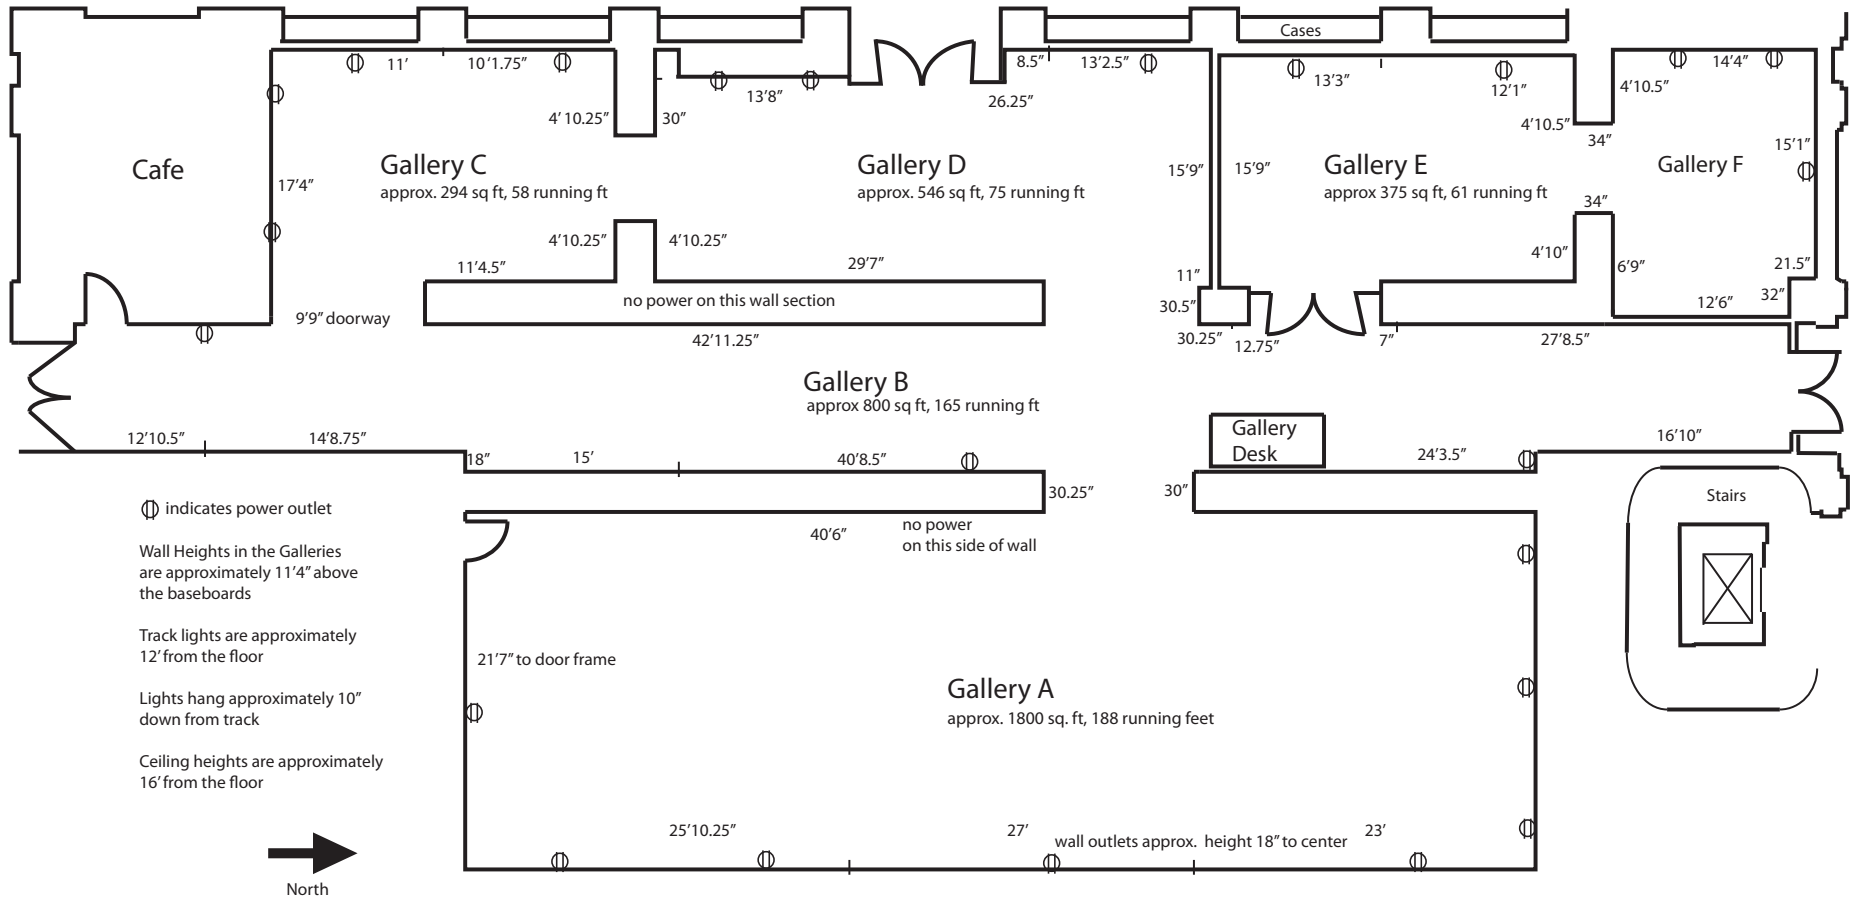 Cases
11’
10 ‘1.75”
8.5”
13’2.5”
13’3”
12’1”
14’4”
13’8”
26.25”
4’10.5”
4’ 10.25”
30”
4’10.5”
34”
15’1”
Cafe
Gallery C
approx. 294 sq ft, 58 running ft
Gallery D
approx. 546 sq ft, 75 running ft
Gallery E
approx 375 sq ft, 61 running ft
Gallery F
17’4”
15’9”
15’9”
34”
4’10.25”
4’10.25”
4’10”
11’4.5”
29’7”
11”
6’9”
21.5”
no power on this wall section
30.5”
12’6”
32”
9’9” doorway
42’11.25”
30.25”
12.75”
7”
27’8.5”
Gallery B
approx 800 sq ft, 165 running ft
Gallery
Desk
12’10.5”
14’8.75”
18”
15’
40’8.5”
24’3.5”
16’10”
30.25”
30”
Stairs
indicates power outlet
40’6”
no power
on this side of wall
Wall Heights in the Galleries
are approximately 11’4” above
the baseboards
Track lights are approximately
12’ from the floor
Lights hang approximately 10”
down from track
Ceiling heights are approximately
16’ from the floor
21’7” to door frame
Gallery A
approx. 1800 sq. ft, 188 running feet
25’10.25”
27’
23’
wall outlets approx. height 18” to center
North